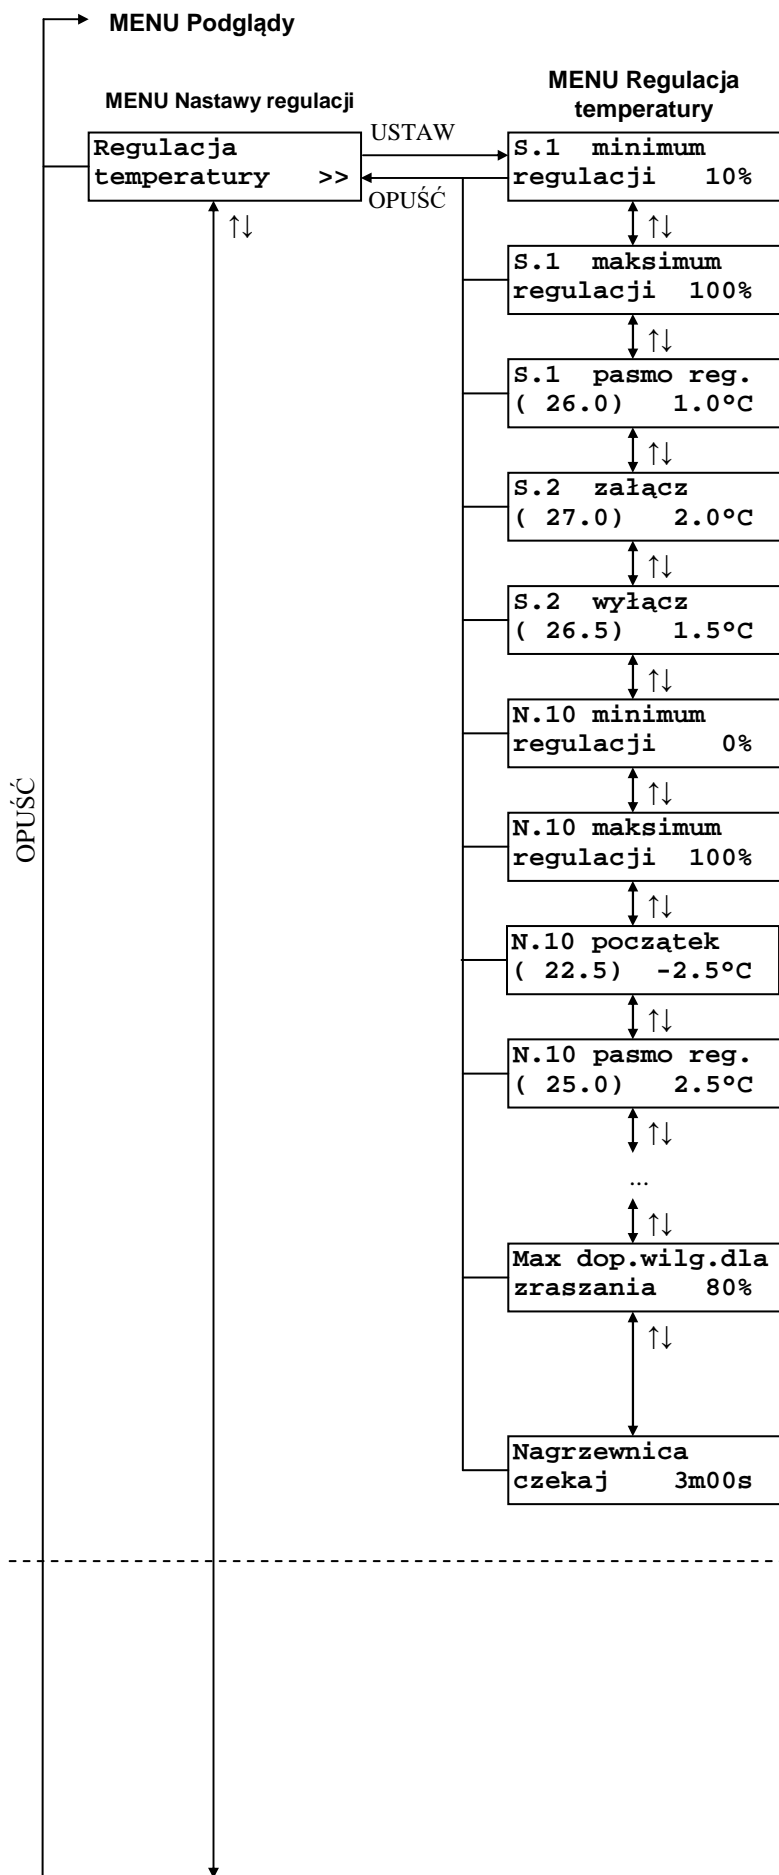 MENU Podglądy
MENU Nastawy regulacji
MENU Regulacja
temperatury
Regulacja
temperatury >>
USTAW
OPUŚĆ
↑↓
S.1 minimum
regulacji 10%
↑↓
S.1 maksimum
regulacji 100%
↑↓
S.1 pasmo reg.
( 26.0) 1.0°C
↑↓
S.2 załącz
( 27.0) 2.0°C
↑↓
S.2 wyłącz
( 26.5) 1.5°C
↑↓
N.10 minimum
regulacji 0%
↑↓
N.10 maksimum
regulacji 100%
↑↓
N.10 początek
( 22.5) -2.5°C
↑↓
N.10 pasmo reg.
( 25.0) 2.5°C
↑↓
...
↑↓
Max dop.wilg.dla
zraszania 80%
↑↓
Nagrzewnica
czekaj 3m00s
OPUŚĆ